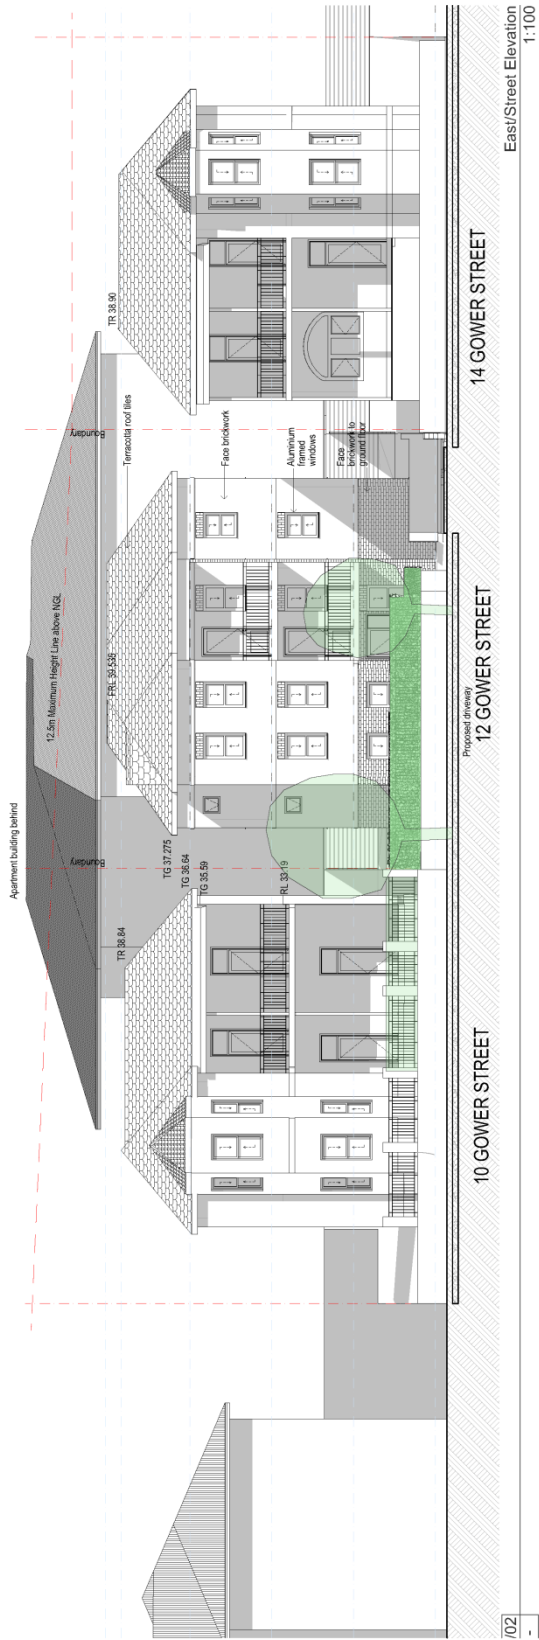 Apartment building behind
12.5m Maximum Height Line above NGL
Boundary
Boundary
TR 38.84
TG 37.275
TG 36.64
TG 35.59
RL 33.19
FRL 39.535
TR 38.90
Terracotta roof tiles
Face brickwork
Aluminium
framed
windows
Face
brickwork to
ground floor
Proposed driveway
10 GOWER STREET
12 GOWER STREET
14 GOWER STREET
/02
-
East/Street Elevation
1:100